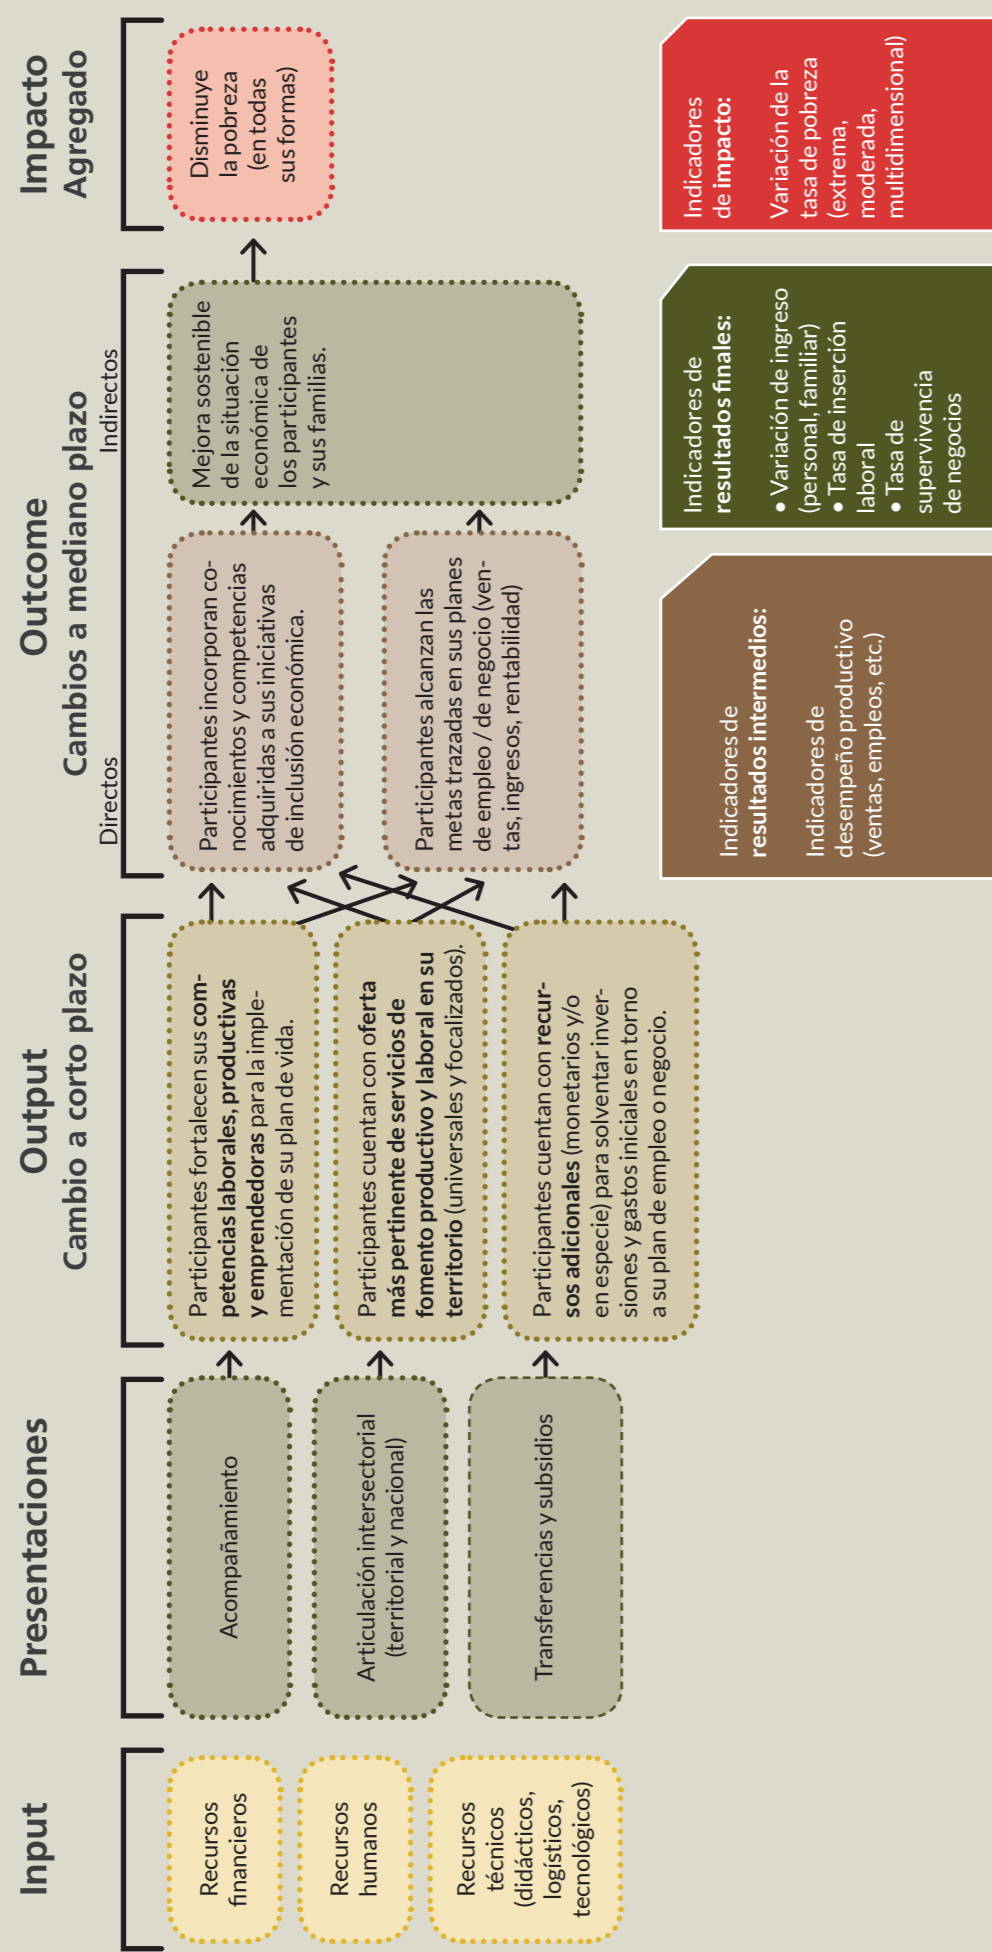 Input
Recursos
financieros
Recursos
humanos
Recursos
técnicos
(didácticos,
logísticos,
tecnológicos)
Presentaciones
Acompañamiento
Articulación intersectorial
(territorial y nacional)
Transferencias y subsidios
Output
Cambio a corto plazo
Participantes fortalecen sus com-
petencias laborales, productivas
y emprendedoras para la imple-
mentación de su plan de vida.
Participantes cuentan con oferta
más pertinente de servicios de
fomento productivo y laboral en su
territorio (universales y focalizados).
Participantes cuentan con recur-
sos adicionales (monetarios y/o
en especie) para solventar inver-
siones y gastos iniciales en torno
a su plan de empleo o negocio.
Outcome
Cambios a mediano plazo
Directos
Indirectos
Participantes incorporan co-
nocimientos y competencias
adquiridas a sus iniciativas
de inclusión económica.
Participantes alcanzan las
metas trazadas en sus planes
de empleo / de negocio (ven-
tas, ingresos, rentabilidad)
Mejora sostenible
de la situación
económica de
los participantes
y sus familias.
Impacto
Agregado
Disminuye
la pobreza
(en todas
sus formas)
Indicadores de
resultados intermedios:
Indicadores de
desempeño productivo
(ventas, empleos, etc.)
Indicadores de
resultados finales:
• Variación de ingreso
(personal, familiar)
• Tasa de inserción
laboral
• Tasa de
supervivencia
de negocios
Indicadores
de impacto:
Variación de la
tasa de pobreza
(extrema,
moderada,
multidimensional)